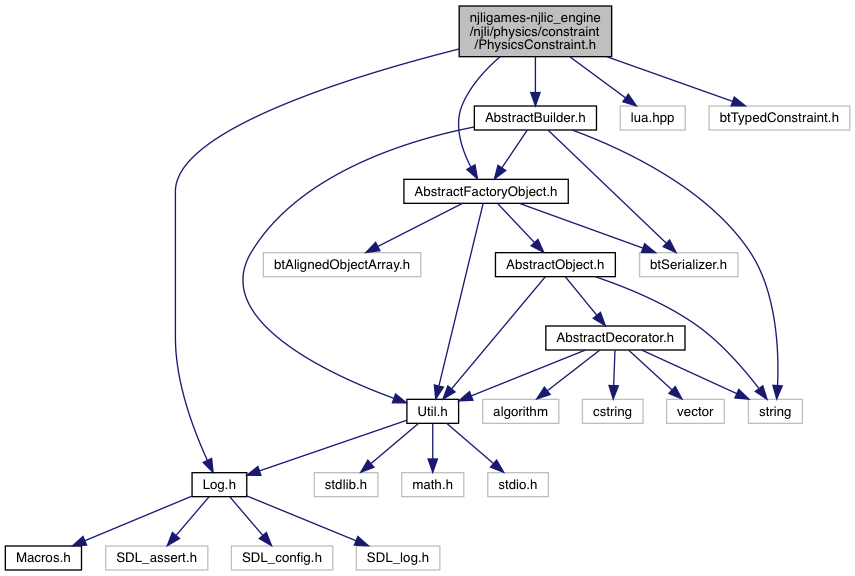 njligames-njlic_engine
/njli/physics/constraint
/PhysicsConstraint.h
AbstractBuilder.h
lua.hpp
btTypedConstraint.h
AbstractFactoryObject.h
btAlignedObjectArray.h
AbstractObject.h
btSerializer.h
AbstractDecorator.h
Util.h
algorithm
cstring
vector
string
Log.h
stdlib.h
math.h
stdio.h
Macros.h
SDL_assert.h
SDL_config.h
SDL_log.h